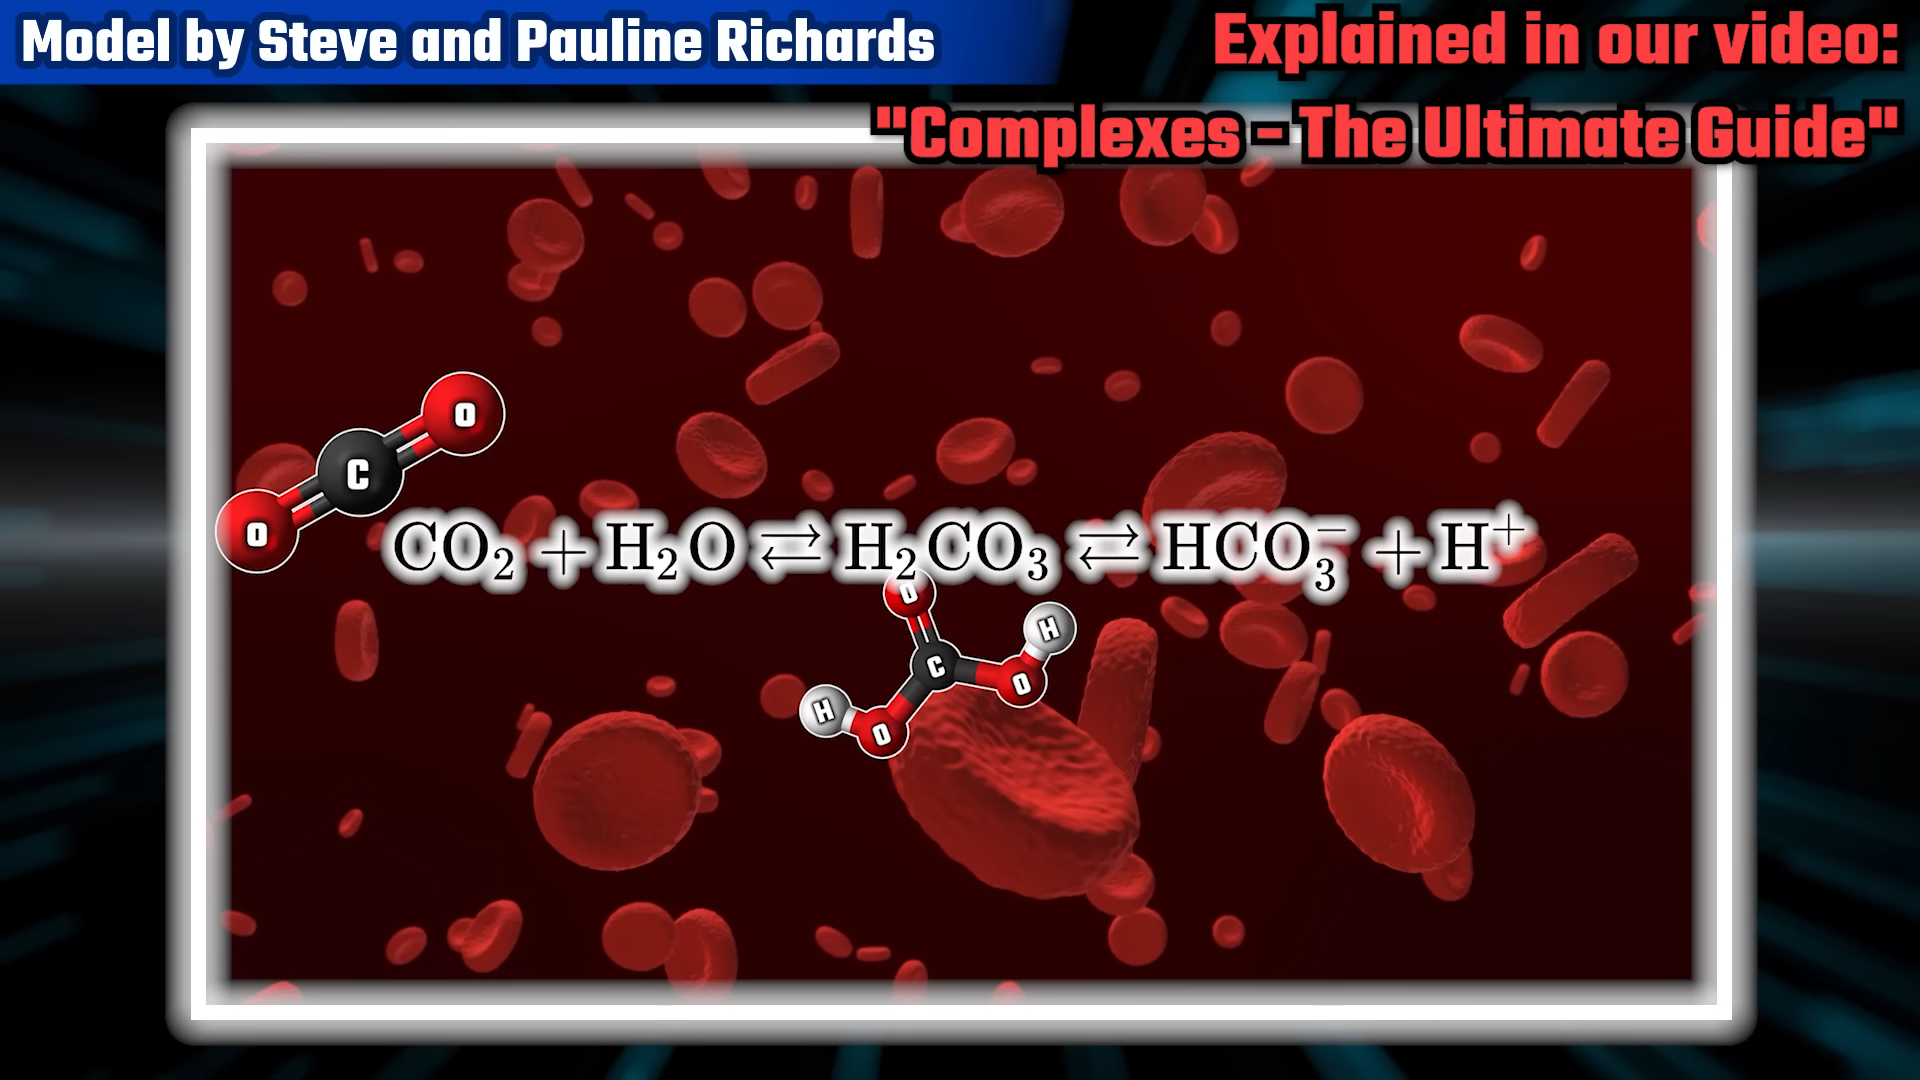 Model by Steve and Pauline Richards
Explained in our video:
"Complexes - The Ultimate Guide"
O
C
O
CO₂ + H₂O ⇄ H₂CO₃ ⇄ HCO₃⁻ + H⁺
O
H
C
O
H
O